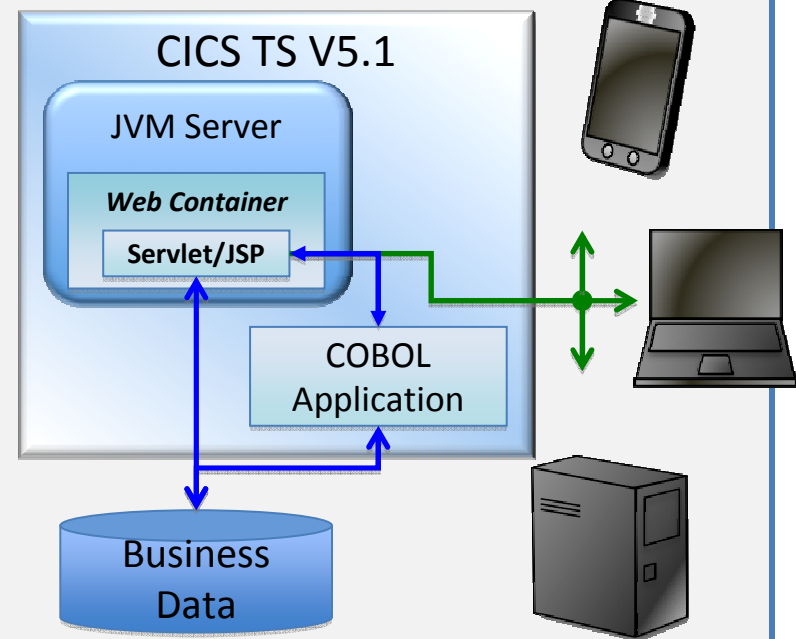 CICS TS V5.1
JVM Server
Web Container
Servlet/JSP
COBOL
Application
Business
Data